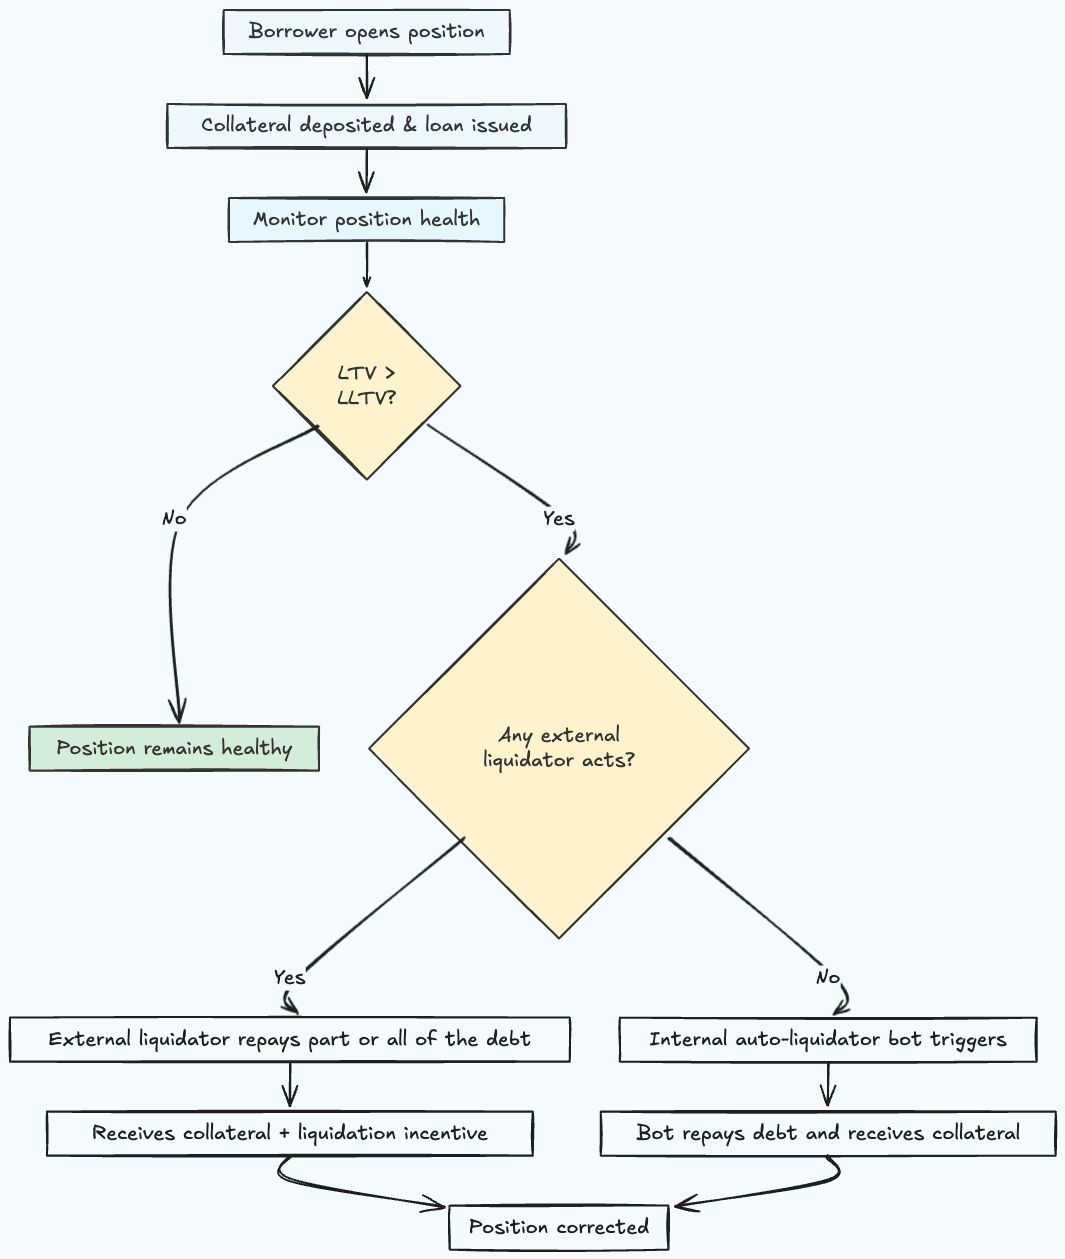 Borrower opens position
Collateral deposited & loan issued
Monitor position health
LTV >
LLTV?
No
Yes
Position remains healthy
Any external
liquidator acts?
Yes
No
External liquidator repays part or all of the debt
Internal auto-liquidator bot triggers
Receives collateral + liquidation incentive
Bot repays debt and receives collateral
Position corrected